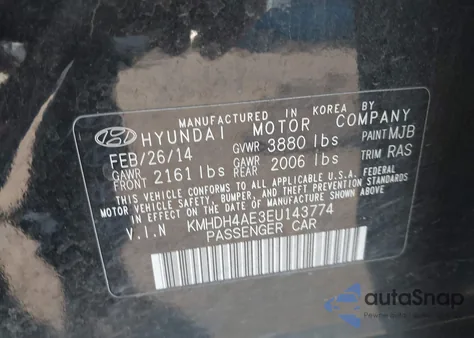 MANUFACTURED IN KOREA BY
HYUNDAI MOTOR COMPANY
FEB/26/14 GVWR 3880 lbs PAINT MJB
GAWR FRONT 2161 lbs GAWR REAR 2006 lbs TRIM RAS
THIS VEHICLE CONFORMS TO ALL APPLICABLE U.S.A. FEDERAL
MOTOR VEHICLE SAFETY, BUMPER, AND THEFT PREVENTION STANDARDS
IN EFFECT ON THE DATE OF MANUFACTURE SHOWN ABOVE.
V.I.N KMHDH4AE3EU143774
PASSENGER CAR
autaSnap